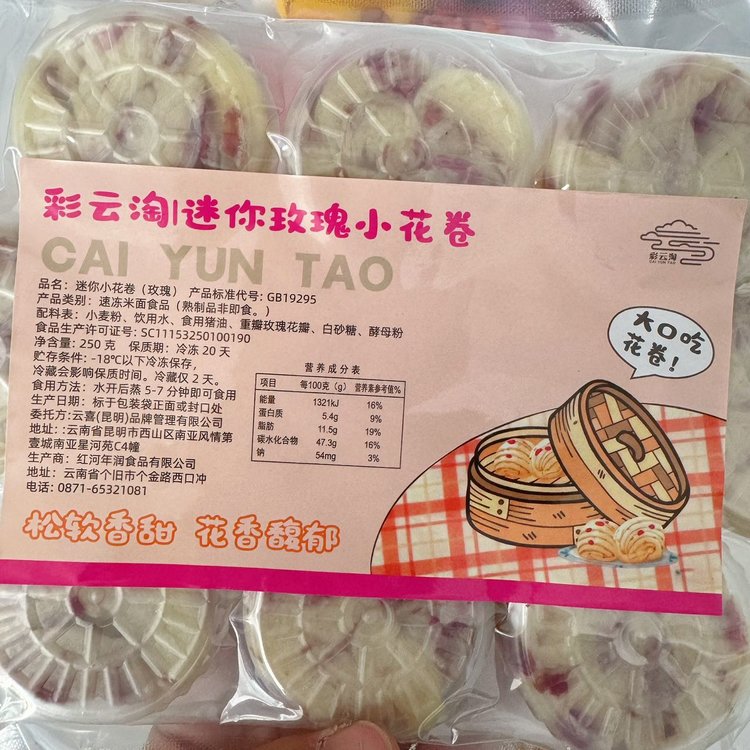 彩云淘|迷你玫瑰小花卷
CAI YUN TAO
彩云淘
CAI YUN TAO
品名：迷你小花卷（玫瑰） 产品标准代号：GB19295
产品类别：速冻米面食品（熟制品非即食。）
配料表：小麦粉、饮用水、食用猪油、重瓣玫瑰花瓣、白砂糖、酵母粉
食品生产许可证号：SC11153250100190
净含量：250 克 保质期：冷冻 20 天
贮存条件：-18℃以下冷冻保存，
冷藏会影响保质时间。冷藏仅 2 天。
食用方法：水开后蒸 5-7 分钟即可食用
生产日期：标于包装袋正面或封口处
委托方：云喜(昆明)品牌管理有限公司
地址：:云南省昆明市西山区南亚风情第
壹城南亚星河苑C4幢
生产商：红河年润食品有限公司
地址：云南省个旧市个金路西口冲
电话：0871-65321081
营养成分表
项目 每100克（g） 营养素参考值%
能量 1321kJ 16%
蛋白质 5.4g 9%
脂肪 11.5g 19%
碳水化合物 47.3g 16%
钠 54mg 3%
大口吃
花卷！
松软香甜 花香馥郁